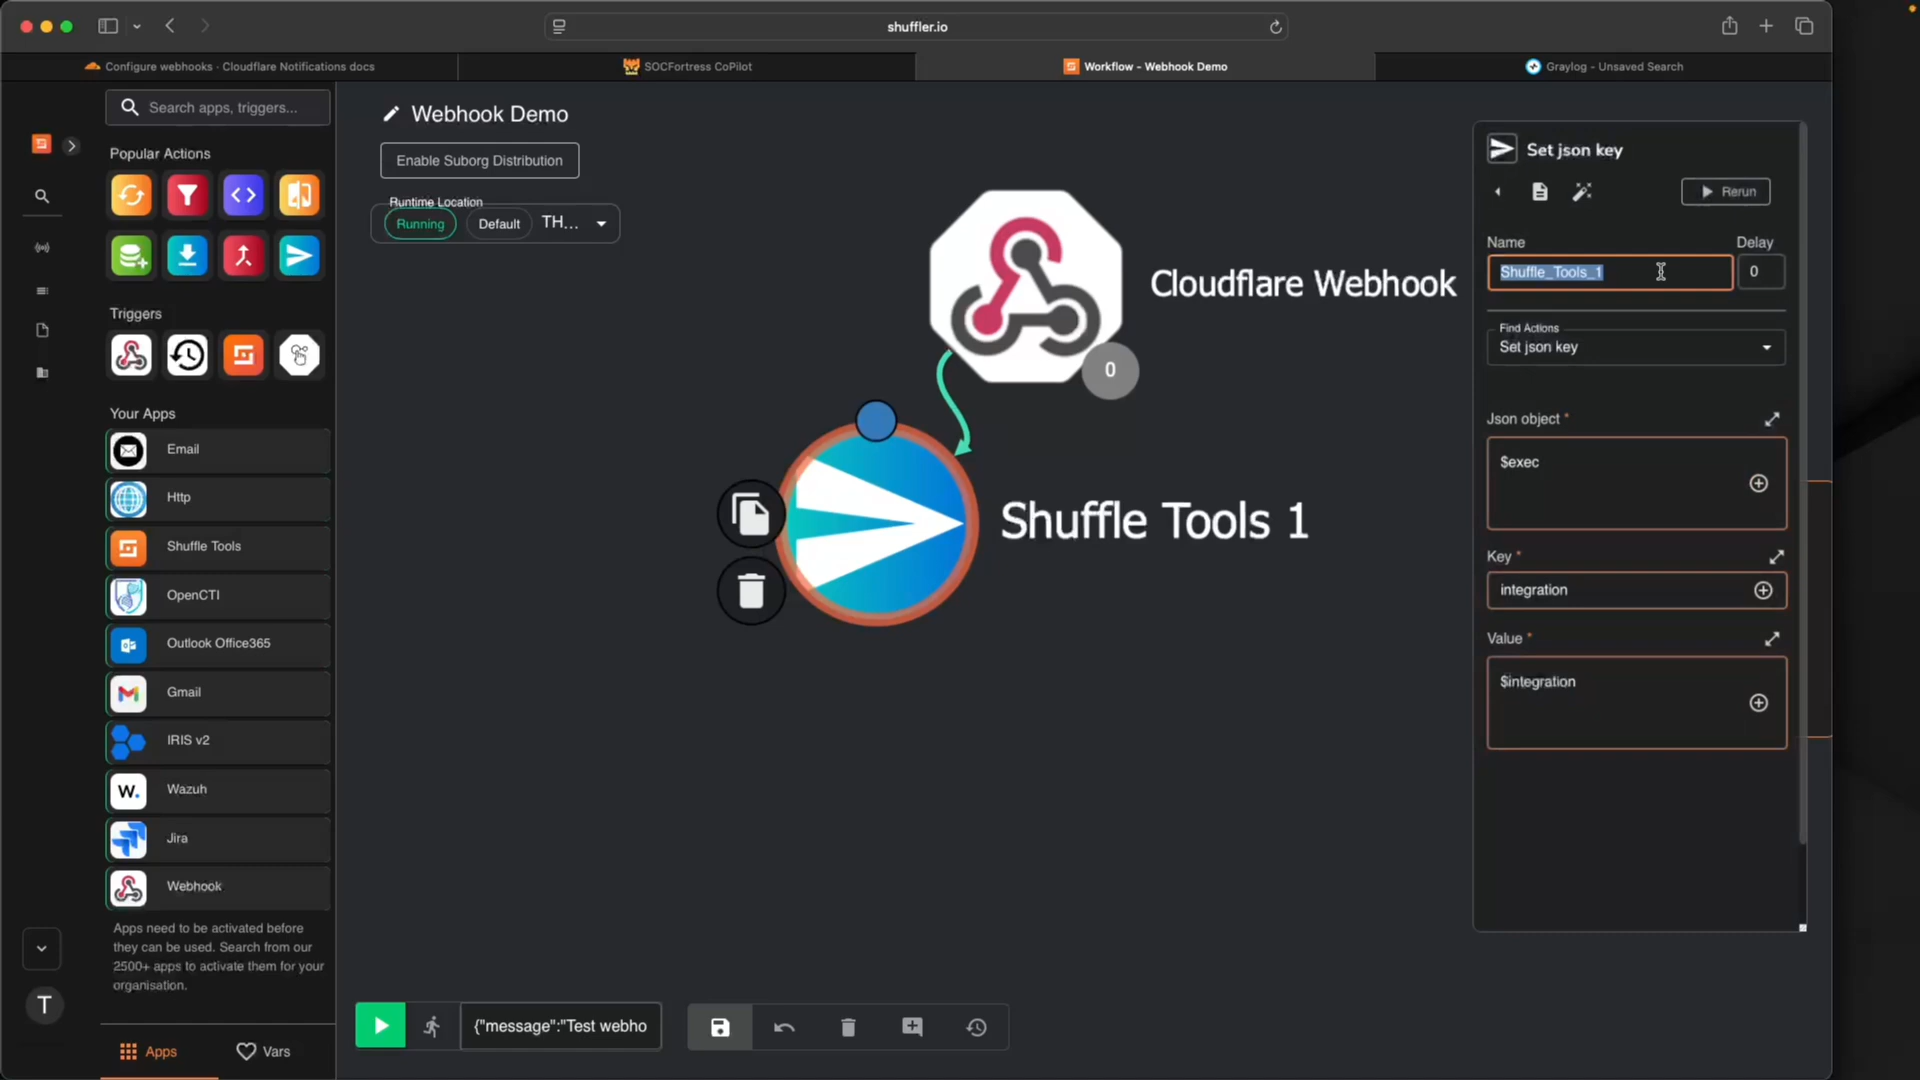 shuffler.io
Configure webhooks · Cloudflare Notifications docs
SOCFortress CoPilot
Workflow - Webhook Demo
Graylog - Unsaved Search
Search apps, triggers...
Popular Actions
Triggers
Your Apps
Email
Http
Shuffle Tools
OpenCTI
Outlook Office365
Gmail
IRIS v2
W.
Wazuh
Jira
Webhook
Apps need to be activated before
they can be used. Search from our
2500+ apps to activate them for your
organisation.
T
Apps
Vars
Webhook Demo
Enable Suborg Distribution
Runtime Location
Running
Default
TH...
Cloudflare Webhook
0
Shuffle Tools 1
{"message":"Test webho
Set json key
Rerun
Name
Delay
Shuffle_Tools_1
0
Find Actions
Set json key
Json object *
$exec
Key *
integration
Value *
$integration